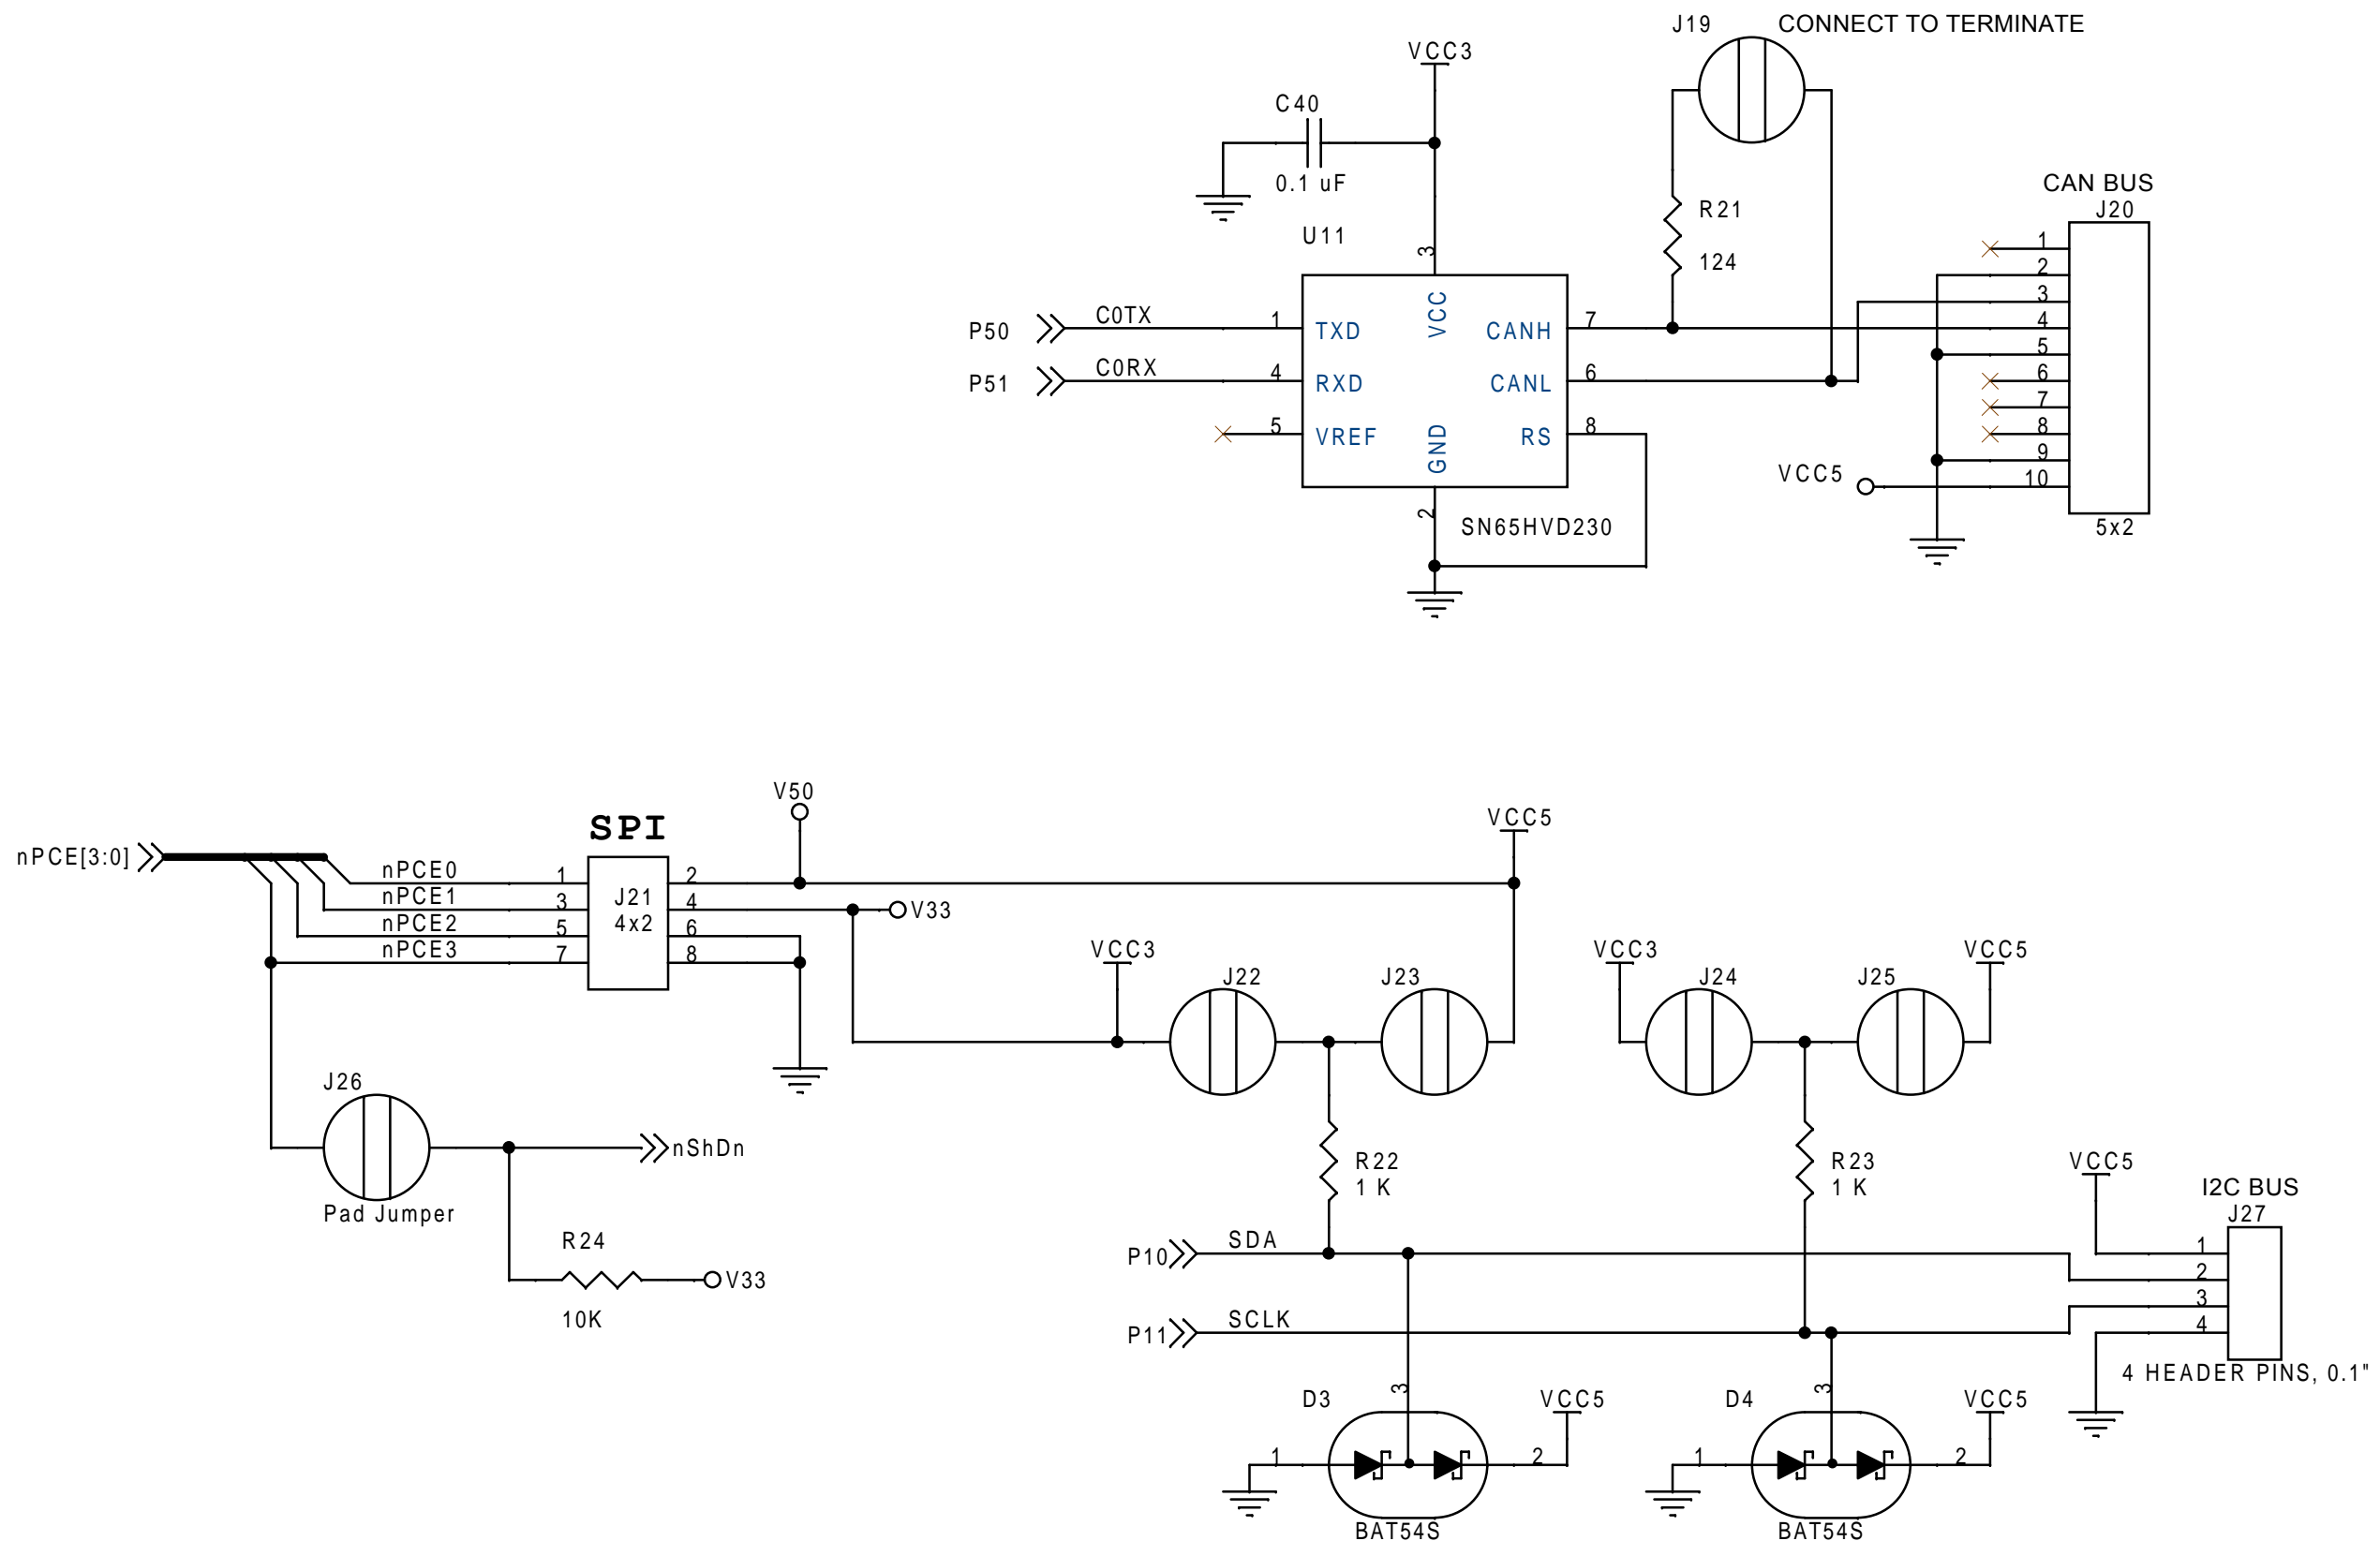 J19 CONNECT TO TERMINATE
VCC3
C40
0.1 uF
U11
R21
124
CAN BUS
J20
1
2
3
4
5
6
7
8
9
10
5x2
VCC5
P50 C0TX 1 TXD
P51 C0RX 4 RXD
5 VREF
3 VCC
CANH 7
CANL 6
RS 8
GND 2
SN65HVD230
V50
VCC5
SPI
nPCE[3:0]
nPCE0 1
nPCE1 3
nPCE2 5
nPCE3 7
J21
4x2
2
4 V33
6
8
VCC3 J22 J23
VCC3 J24 J25 VCC5
J26
nShDn
Pad Jumper
R24
V33
10K
R22
1 K
R23
1 K
VCC5
I2C BUS
J27
1
2
3
4
4 HEADER PINS, 0.1"
P10 SDA
P11 SCLK
D3 3 VCC5
1 2
BAT54S
D4 3 VCC5
1 2
BAT54S